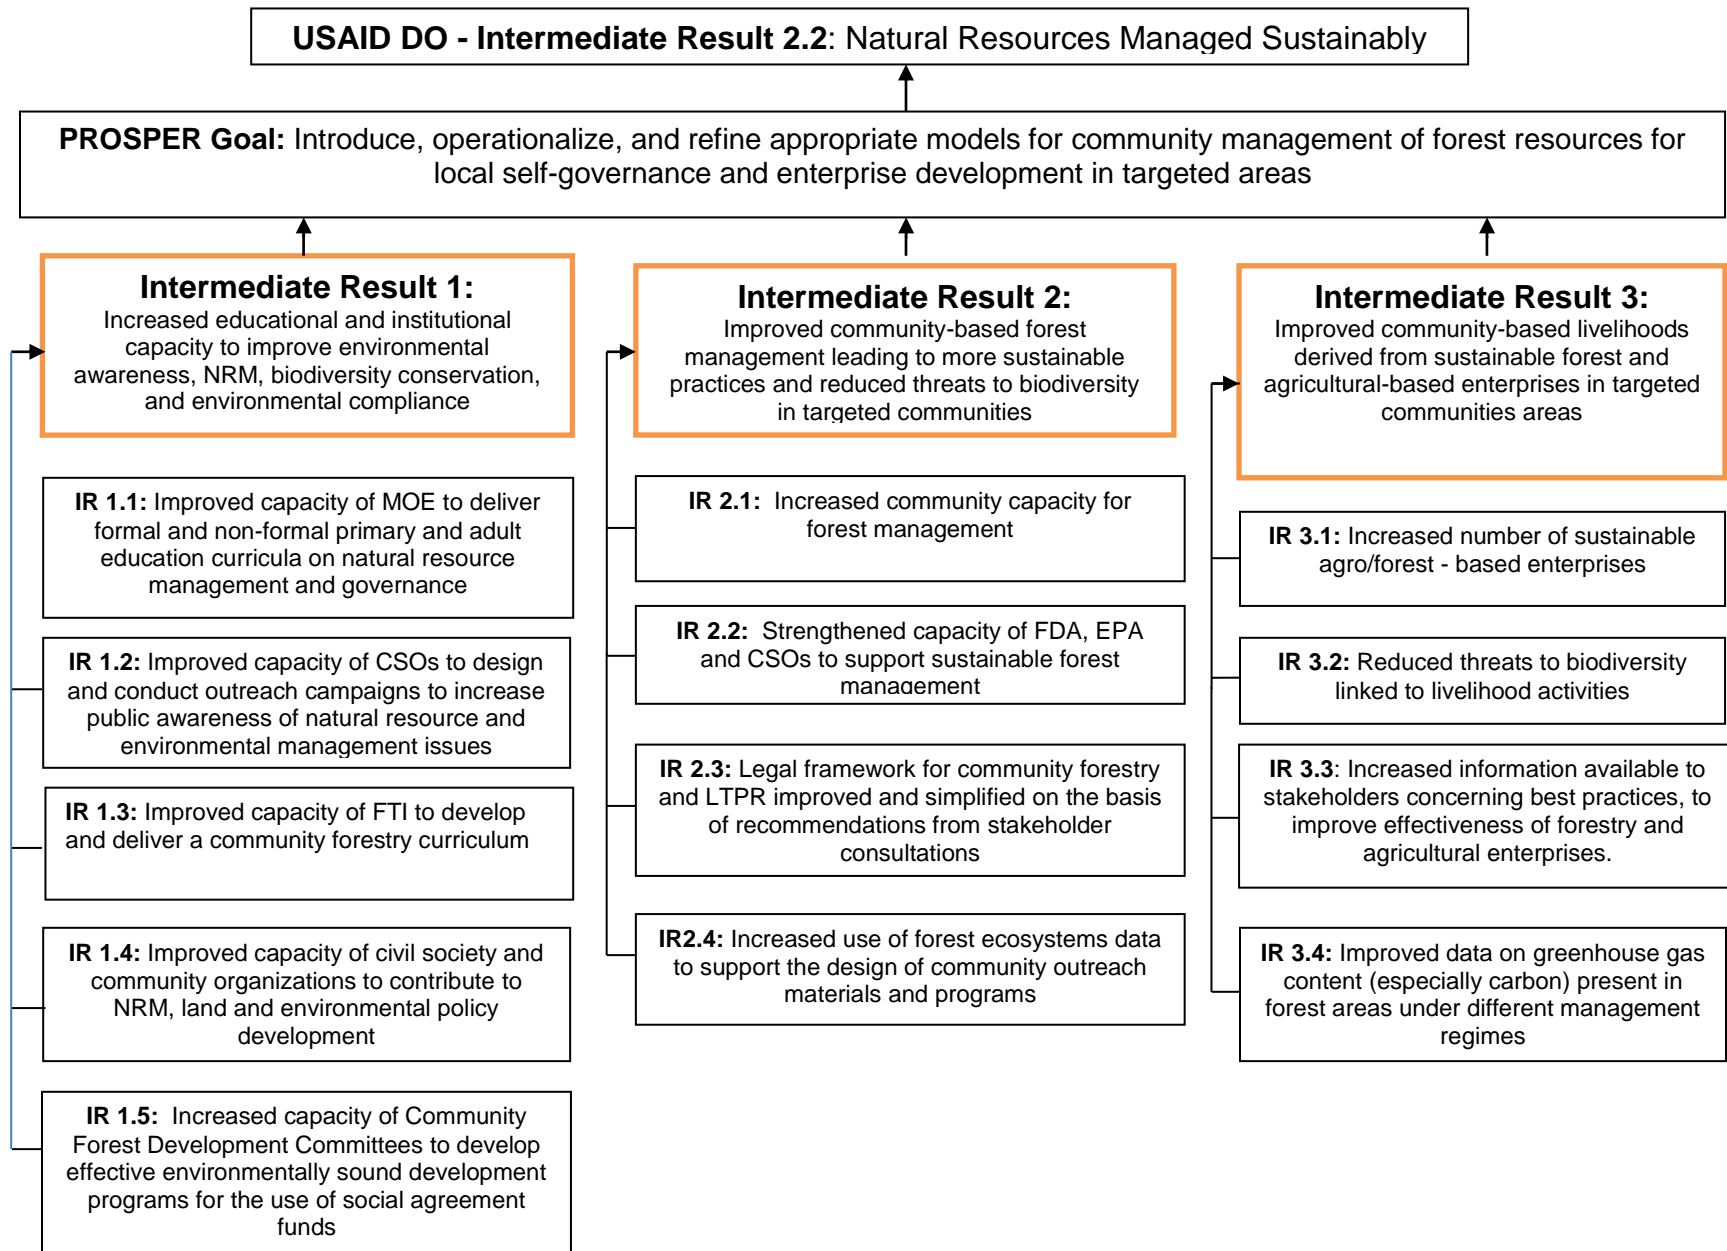 USAID DO - Intermediate Result 2.2: Natural Resources Managed Sustainably
PROSPER Goal: Introduce, operationalize, and refine appropriate models for community management of forest resources for
local self-governance and enterprise development in targeted areas
Intermediate Result 1:
Increased educational and institutional
capacity to improve environmental
awareness, NRM, biodiversity conservation,
and environmental compliance
IR 1.1: Improved capacity of MOE to deliver
formal and non-formal primary and adult
education curricula on natural resource
management and governance
IR 1.2: Improved capacity of CSOs to design
and conduct outreach campaigns to increase
public awareness of natural resource and
environmental management issues
IR 1.3: Improved capacity of FTI to develop
and deliver a community forestry curriculum
IR 1.4: Improved capacity of civil society and
community organizations to contribute to
NRM, land and environmental policy
development
IR 1.5: Increased capacity of Community
Forest Development Committees to develop
effective environmentally sound development
programs for the use of social agreement
funds
Intermediate Result 2:
Improved community-based forest
management leading to more sustainable
practices and reduced threats to biodiversity
in targeted communities
IR 2.1: Increased community capacity for
forest management
IR 2.2: Strengthened capacity of FDA, EPA
and CSOs to support sustainable forest
management
IR 2.3: Legal framework for community forestry
and LTPR improved and simplified on the basis
of recommendations from stakeholder
consultations
IR2.4: Increased use of forest ecosystems data
to support the design of community outreach
materials and programs
Intermediate Result 3:
Improved community-based livelihoods
derived from sustainable forest and
agricultural-based enterprises in targeted
communities areas
IR 3.1: Increased number of sustainable
agro/forest - based enterprises
IR 3.2: Reduced threats to biodiversity
linked to livelihood activities
IR 3.3: Increased information available to
stakeholders concerning best practices, to
improve effectiveness of forestry and
agricultural enterprises.
IR 3.4: Improved data on greenhouse gas
content (especially carbon) present in
forest areas under different management
regimes